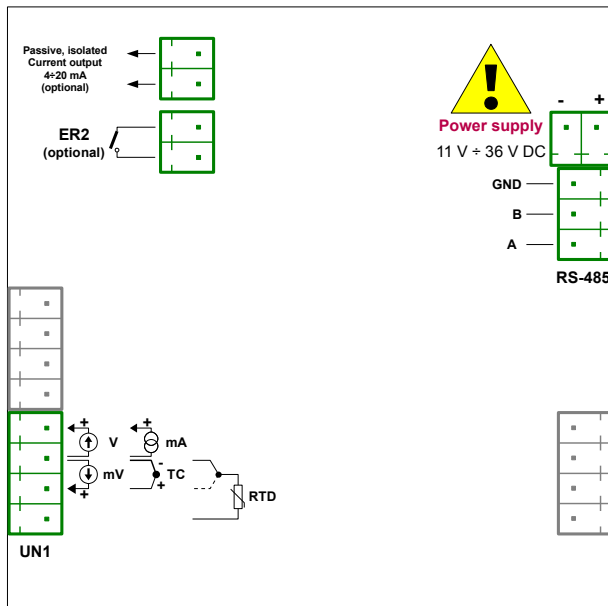 Passive, isolated
Current output
4÷20 mA
(optional)
ER2
(optional)
- +
Power supply
11 V ÷ 36 V DC
GND
B
A
RS-485
+ +
V mA
mV - TC
+ +
RTD
UN1